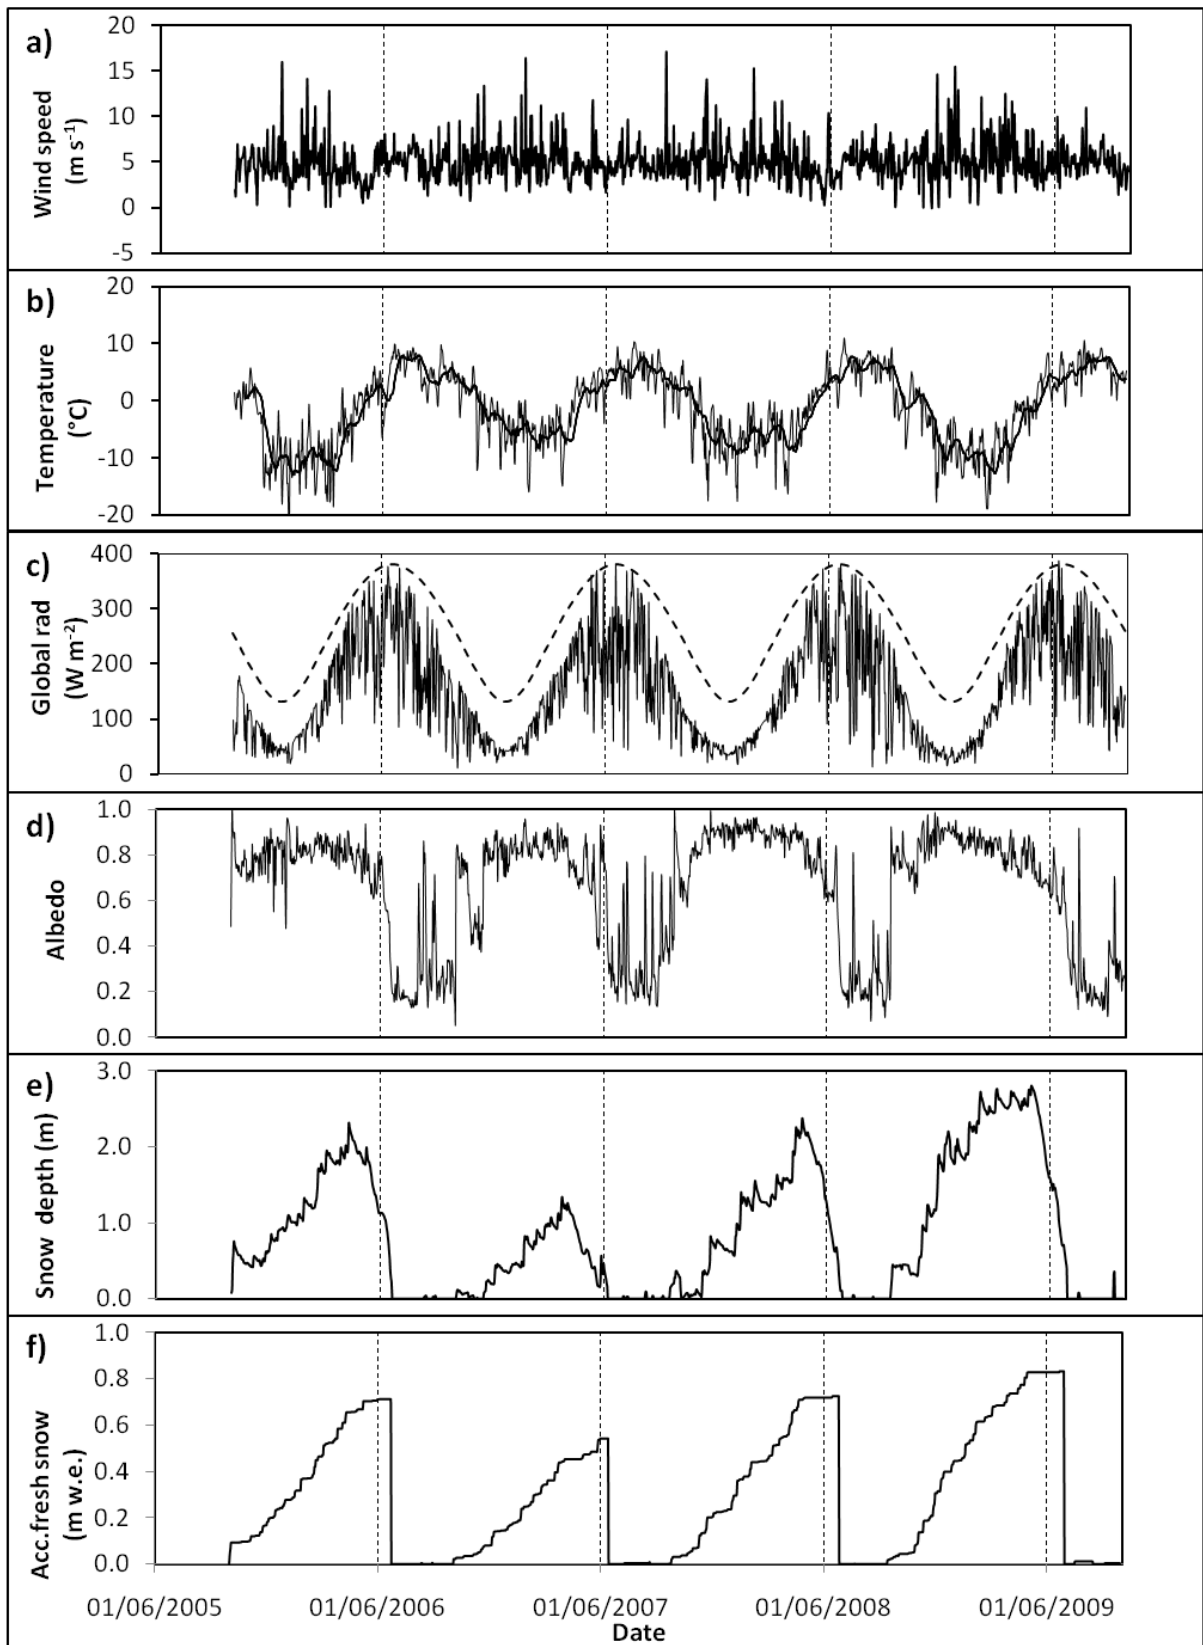 a)
Wind speed
(m s⁻¹)
20
15
10
5
0
-5
b)
Temperature
(°C)
20
10
0
-10
-20
c)
Global rad
(W m⁻²)
400
300
200
100
0
d)
Albedo
1.0
0.8
0.6
0.4
0.2
0.0
e)
Snow depth (m)
3.0
2.0
1.0
0.0
f)
Acc.fresh snow
(m w.e.)
1.0
0.8
0.6
0.4
0.2
0.0
01/06/2005 01/06/2006 01/06/2007 01/06/2008 01/06/2009
Date